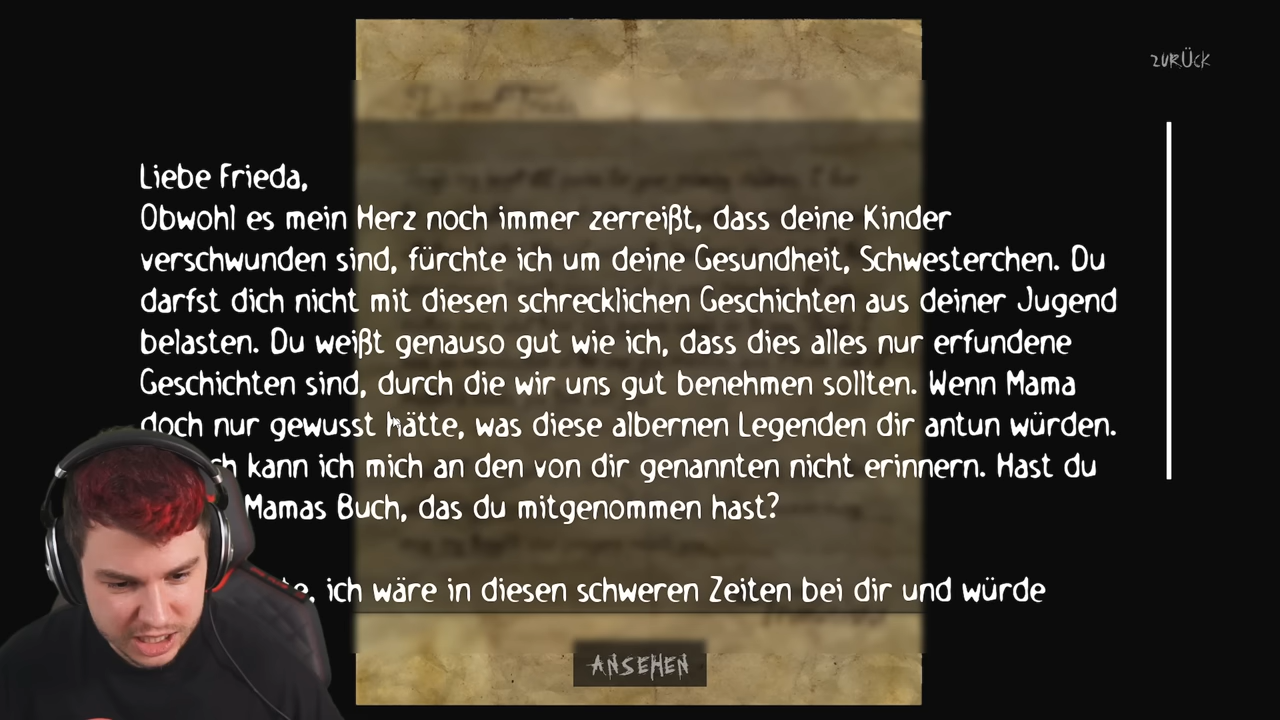 ZURÜCK
Liebe Frieda,
Obwohl es mein Herz noch immer zerreißt, dass deine Kinder
verschwunden sind, fürchte ich um deine Gesundheit, Schwesterchen. Du
darfst dich nicht mit diesen schrecklichen Geschichten aus deiner Jugend
belasten. Du weißt genauso gut wie ich, dass dies alles nur erfundene
Geschichten sind, durch die wir uns gut benehmen sollten. Wenn Mama
doch nur gewusst hätte, was diese albernen Legenden dir antun würden.
kann ich mich an den von dir genannten nicht erinnern. Hast du
Mamas Buch, das du mitgenommen hast?
ich wäre in diesen schweren Zeiten bei dir und würde
ANSEHEN